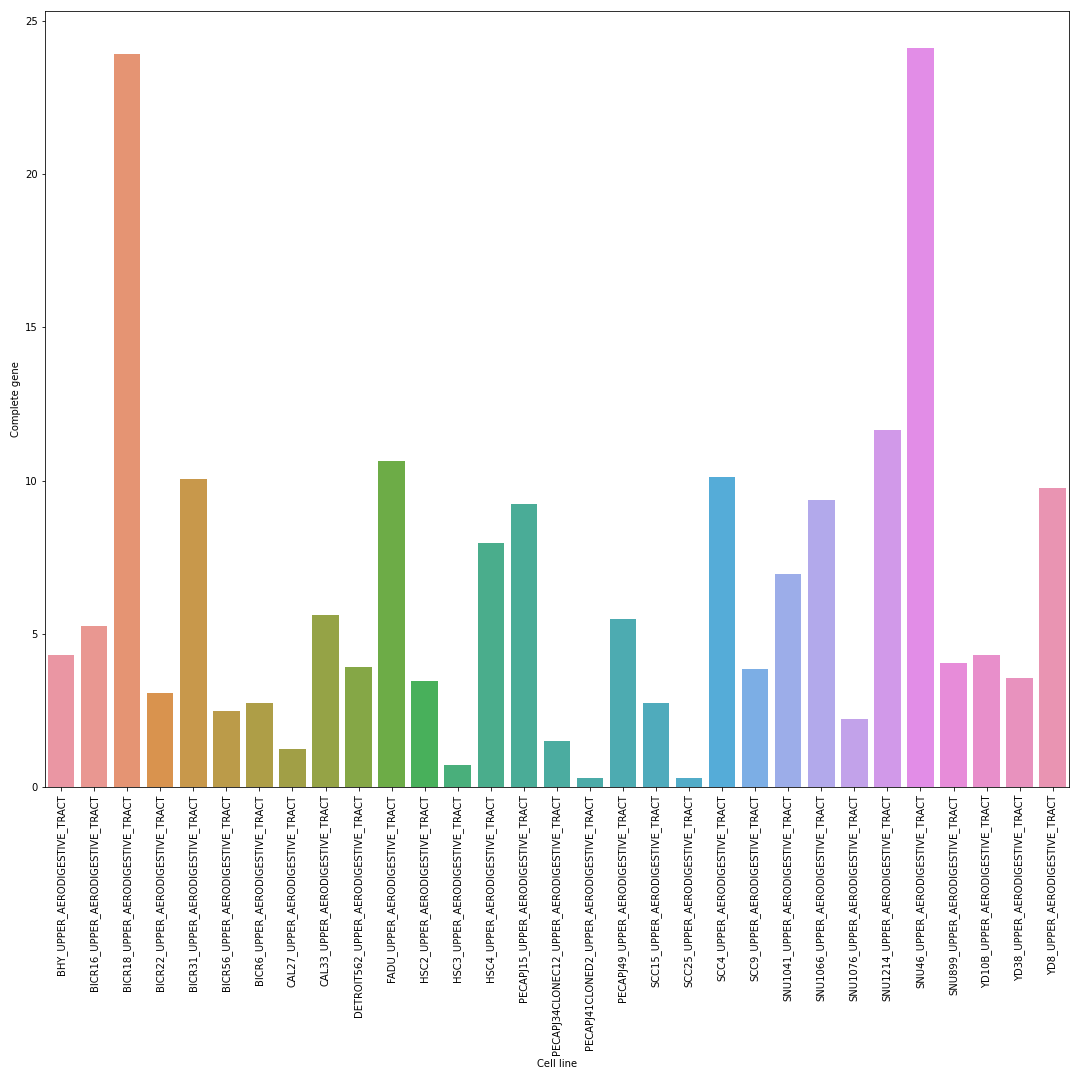 25
20
15
10
5
0
Complete gene
BHY_UPPER_AERODIGESTIVE_TRACT
BICR16_UPPER_AERODIGESTIVE_TRACT
BICR18_UPPER_AERODIGESTIVE_TRACT
BICR22_UPPER_AERODIGESTIVE_TRACT
BICR31_UPPER_AERODIGESTIVE_TRACT
BICR56_UPPER_AERODIGESTIVE_TRACT
BICR6_UPPER_AERODIGESTIVE_TRACT
CAL27_UPPER_AERODIGESTIVE_TRACT
CAL33_UPPER_AERODIGESTIVE_TRACT
DETROIT562_UPPER_AERODIGESTIVE_TRACT
FADU_UPPER_AERODIGESTIVE_TRACT
HSC2_UPPER_AERODIGESTIVE_TRACT
HSC3_UPPER_AERODIGESTIVE_TRACT
HSC4_UPPER_AERODIGESTIVE_TRACT
PECAPJ15_UPPER_AERODIGESTIVE_TRACT
PECAPJ34CLONEC12_UPPER_AERODIGESTIVE_TRACT
PECAPJ41CLONED2_UPPER_AERODIGESTIVE_TRACT
PECAPJ49_UPPER_AERODIGESTIVE_TRACT
SCC15_UPPER_AERODIGESTIVE_TRACT
SCC25_UPPER_AERODIGESTIVE_TRACT
SCC4_UPPER_AERODIGESTIVE_TRACT
SCC9_UPPER_AERODIGESTIVE_TRACT
SNU1041_UPPER_AERODIGESTIVE_TRACT
SNU1066_UPPER_AERODIGESTIVE_TRACT
SNU1076_UPPER_AERODIGESTIVE_TRACT
SNU1214_UPPER_AERODIGESTIVE_TRACT
SNU46_UPPER_AERODIGESTIVE_TRACT
SNU899_UPPER_AERODIGESTIVE_TRACT
YD10B_UPPER_AERODIGESTIVE_TRACT
YD38_UPPER_AERODIGESTIVE_TRACT
YD8_UPPER_AERODIGESTIVE_TRACT
Cell line